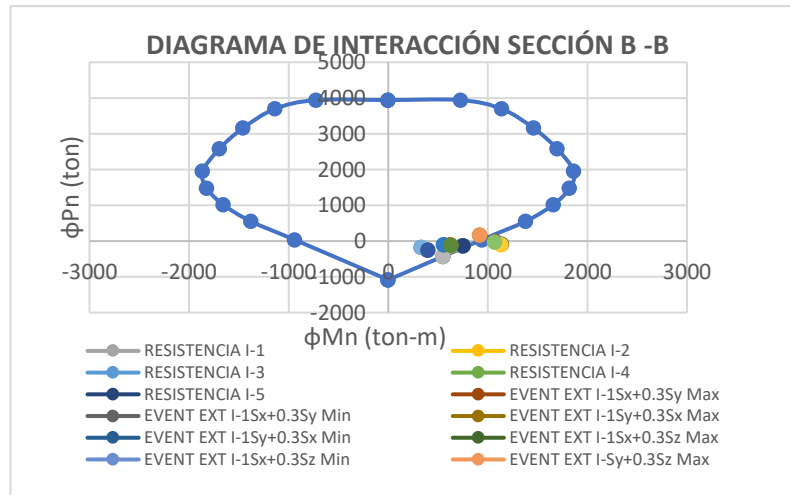 DIAGRAMA DE INTERACCIÓN SECCIÓN B -B
5000
4000
3000
2000
1000
0
-3000 -2000 -1000 0 1000 2000 3000
-1000
-2000
ϕPn (ton)
ϕMn (ton-m)
RESISTENCIA I-1 RESISTENCIA I-2
RESISTENCIA I-3 RESISTENCIA I-4
RESISTENCIA I-5 EVENT EXT I-1Sx+0.3Sy Max
EVENT EXT I-1Sx+0.3Sy Min EVENT EXT I-1Sy+0.3Sx Max
EVENT EXT I-1Sy+0.3Sx Min EVENT EXT I-1Sx+0.3Sz Max
EVENT EXT I-1Sx+0.3Sz Min EVENT EXT I-Sy+0.3Sz Max